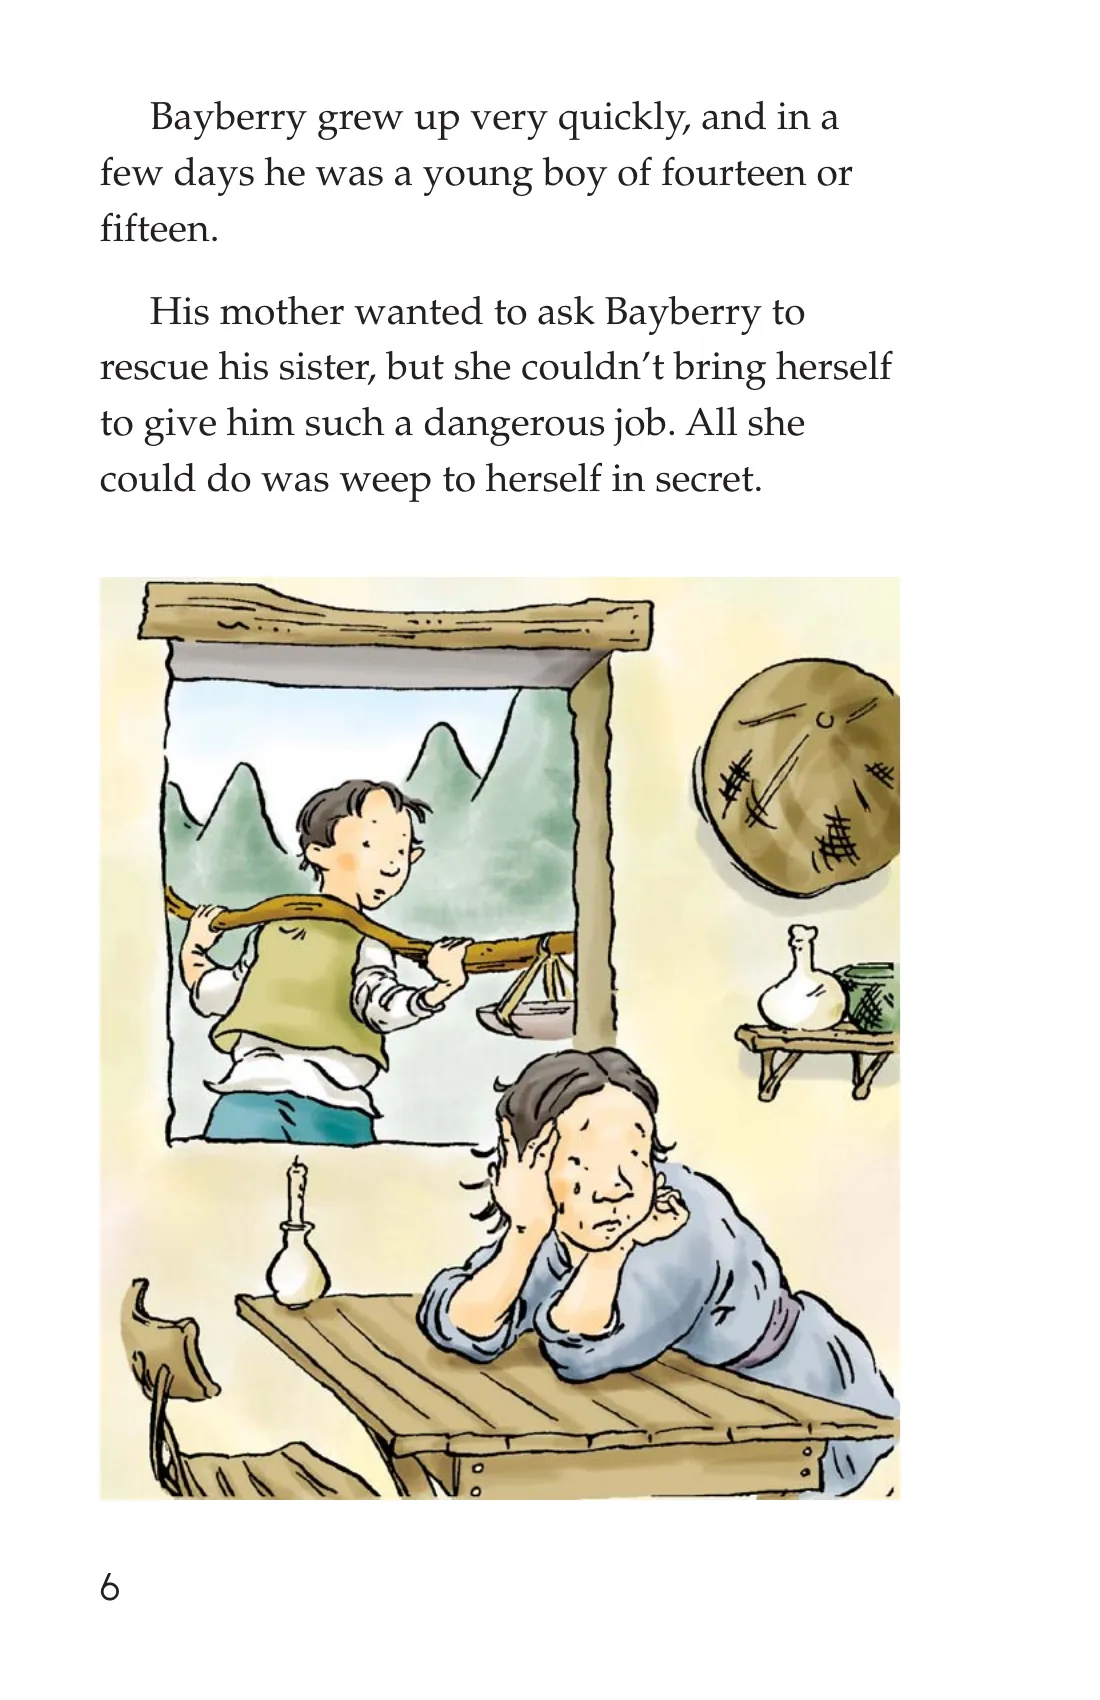 Bayberry grew up very quickly, and in a
few days he was a young boy of fourteen or
fifteen.
His mother wanted to ask Bayberry to
rescue his sister, but she couldn’t bring herself
to give him such a dangerous job. All she
could do was weep to herself in secret.
6